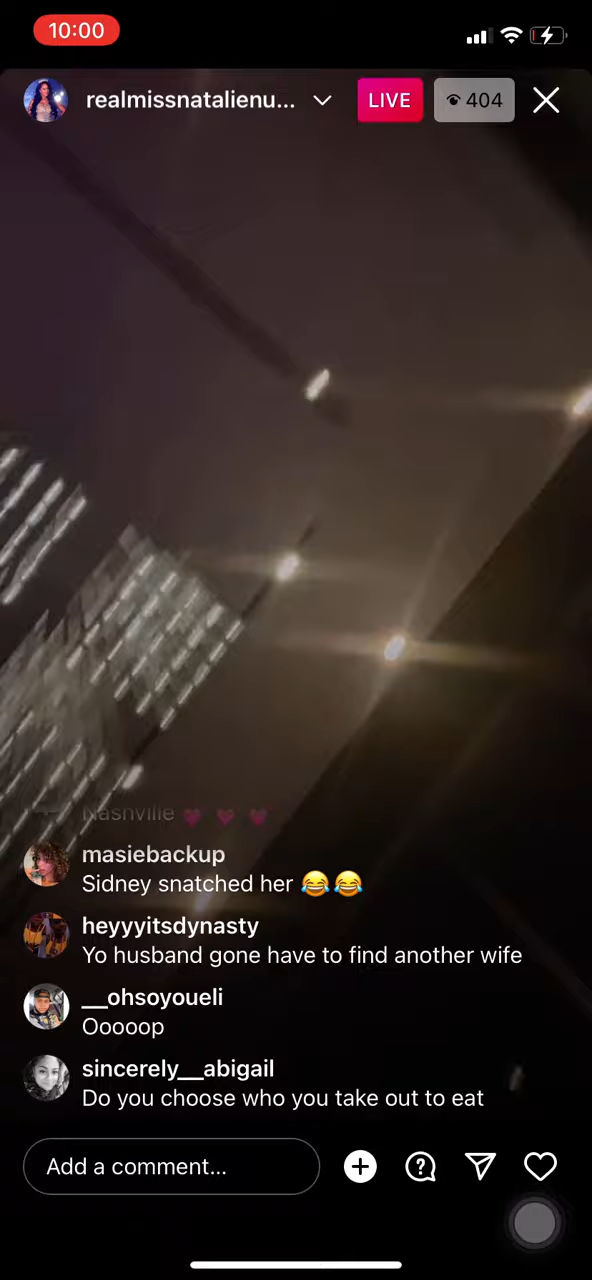 10:00
realmissnatalienu...
LIVE
404
Nashville
masiebackup
Sidney snatched her 😂😂
heyyyitsdynasty
Yo husband gone have to find another wife
__ohsoyoueli
Ooooop
sincerely__abigail
Do you choose who you take out to eat
Add a comment...